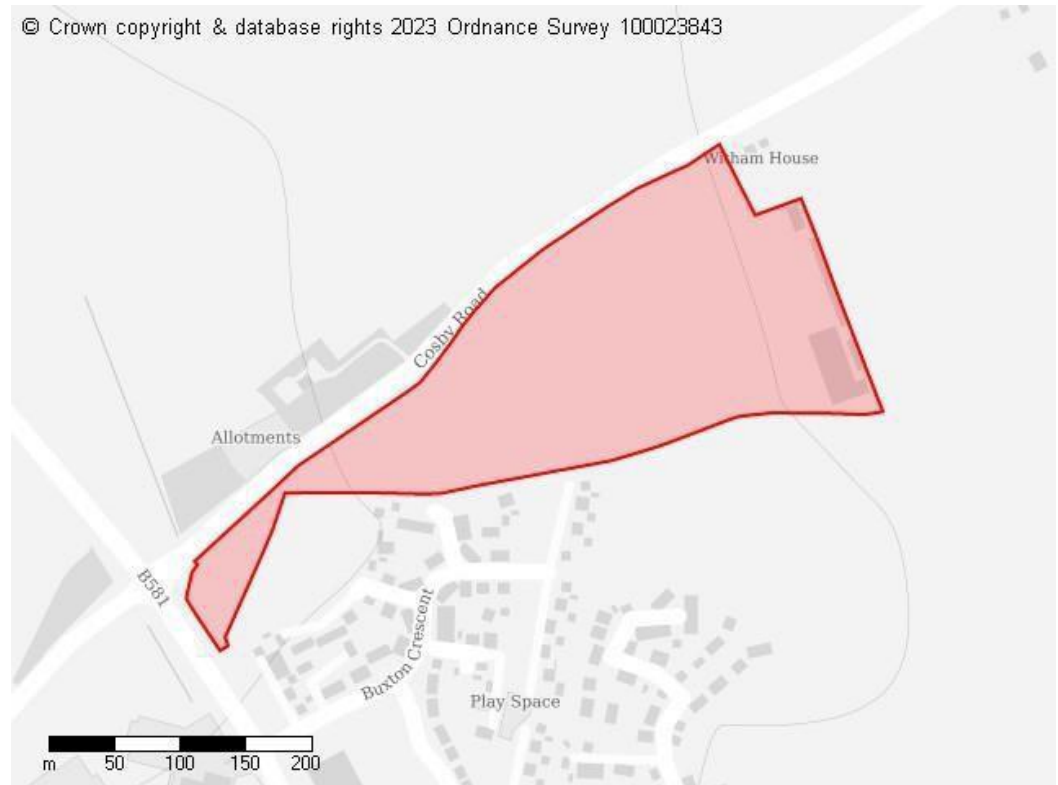 © Crown copyright & database rights 2023 Ordnance Survey 100023843
Witham House
Cosby Road
Allotments
B581
Buxton Crescent
Play Space
m 50 100 150 200